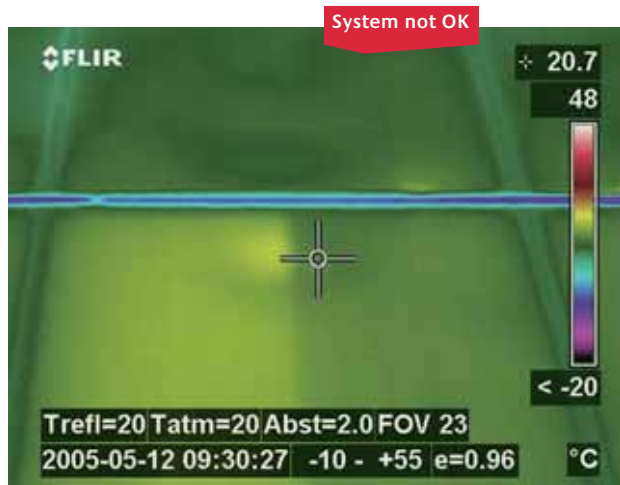 System not OK
FLIR
20.7
48
< -20
Trefl=20 Tatm=20 Abst=2.0 FOV 23
2005-05-12 09:30:27 -10 - +55 e=0.96 °C